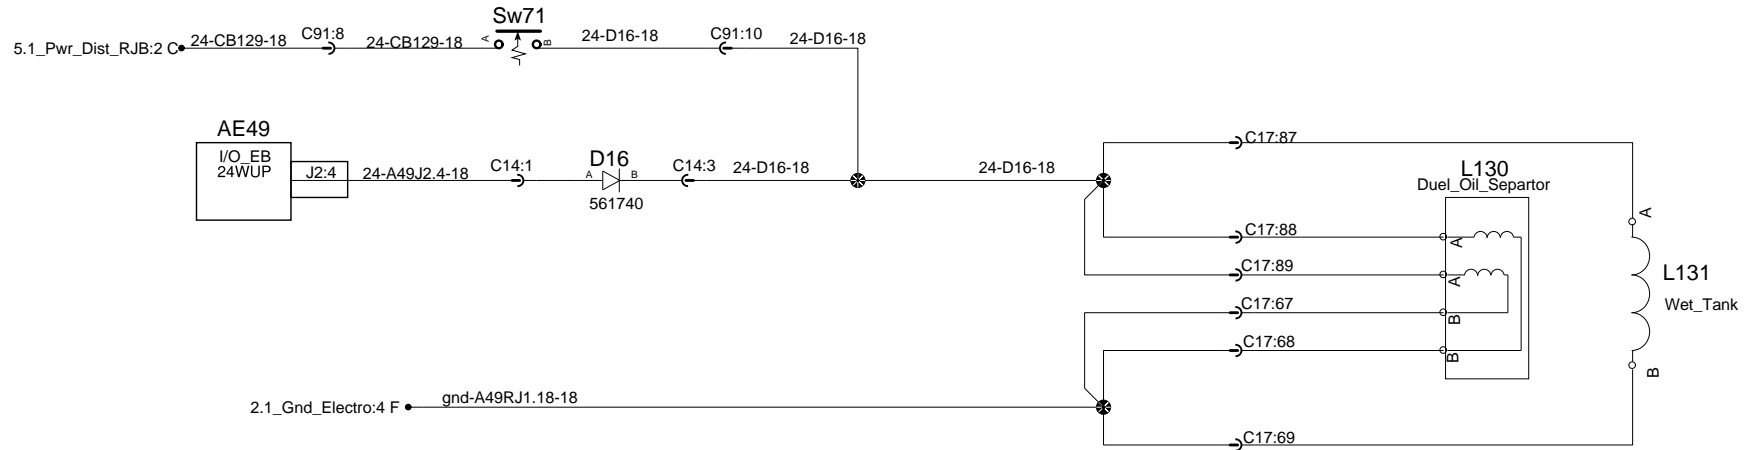 Sw71
5.1_Pwr_Dist_RJB:2 C
24-CB129-18
C91:8
24-CB129-18
A
B
24-D16-18
C91:10
24-D16-18
AE49
I/O_EB
24WUP
J2:4
24-A49J2.4-18
C14:1
D16
A
B
561740
C14:3
24-D16-18
24-D16-18
C17:87
L130
Duel_Oil_Separtor
C17:88
A
C17:89
A
C17:67
B
C17:68
B
A
L131
Wet_Tank
B
2.1_Gnd_Electro:4 F
gnd-A49RJ1.18-18
C17:69